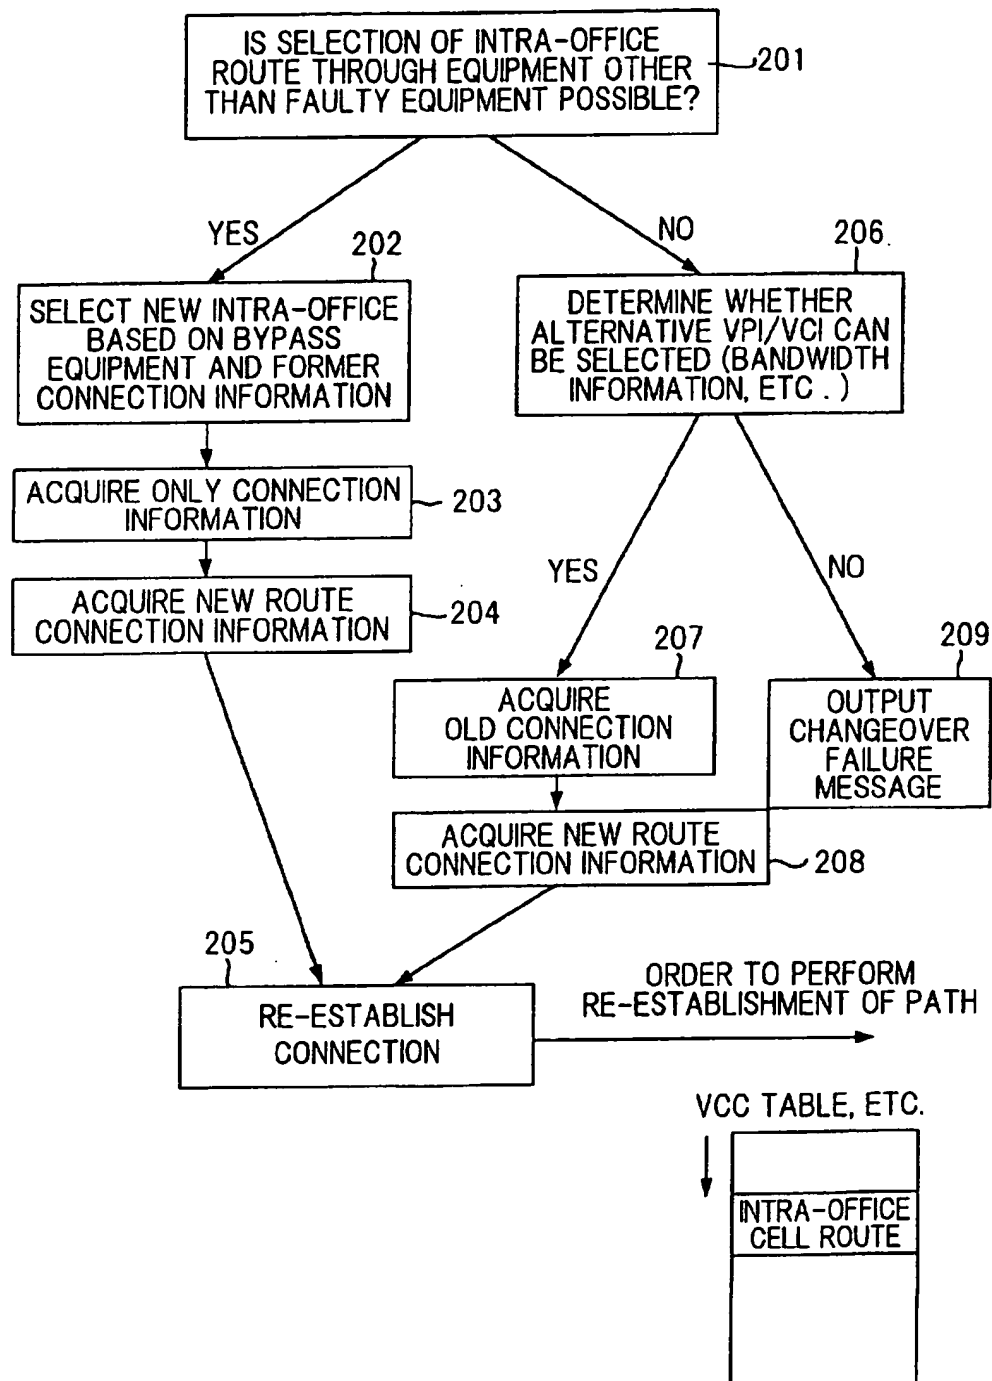 IS SELECTION OF INTRA-OFFICE
ROUTE THROUGH EQUIPMENT OTHER
THAN FAULTY EQUIPMENT POSSIBLE?
201
YES
NO
202
206
SELECT NEW INTRA-OFFICE
BASED ON BYPASS
EQUIPMENT AND FORMER
CONNECTION INFORMATION
DETERMINE WHETHER
ALTERNATIVE VPI/VCI CAN
BE SELECTED (BANDWIDTH
INFORMATION, ETC.)
ACQUIRE ONLY CONNECTION
INFORMATION
203
ACQUIRE NEW ROUTE
CONNECTION INFORMATION
204
YES
NO
207
209
ACQUIRE
OLD CONNECTION
INFORMATION
OUTPUT
CHANGEOVER
FAILURE
MESSAGE
ACQUIRE NEW ROUTE
CONNECTION INFORMATION
208
205
RE-ESTABLISH
CONNECTION
ORDER TO PERFORM
RE-ESTABLISHMENT OF PATH
VCC TABLE, ETC.
INTRA-OFFICE
CELL ROUTE